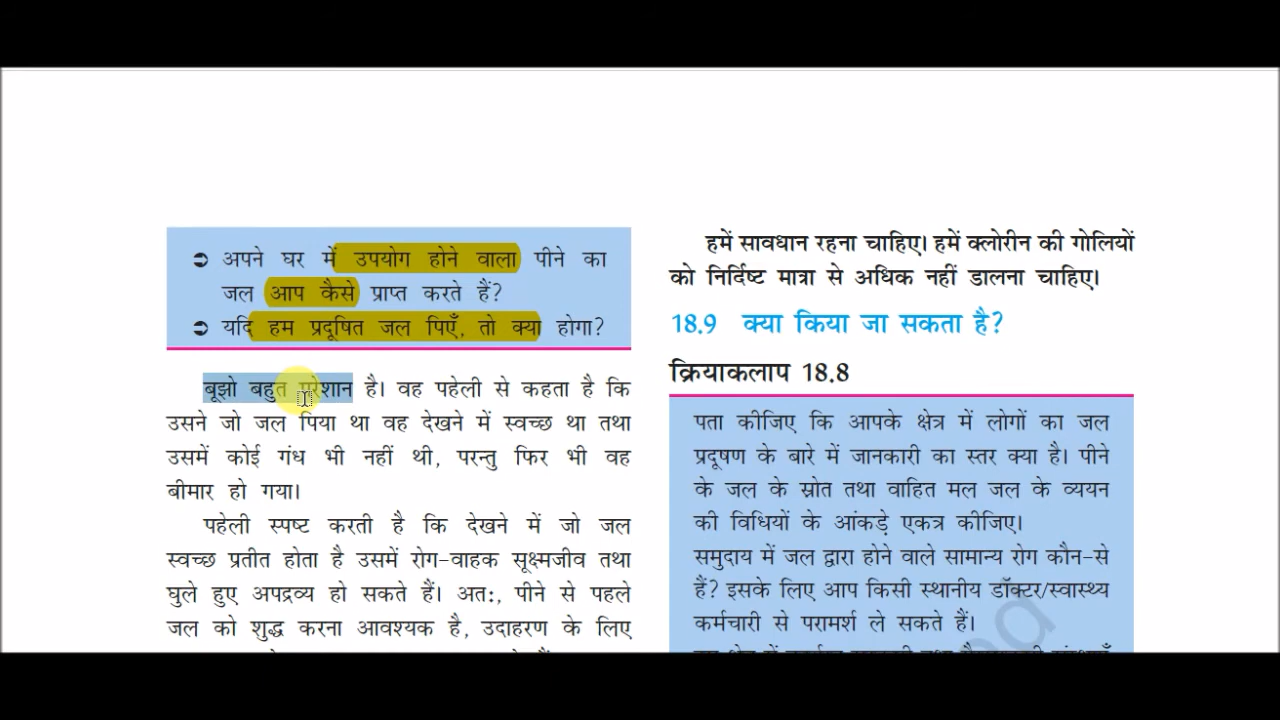 ➲ अपने घर में उपयोग होने वाला पीने का
जल आप कैसे प्राप्त करते हैं?
➲ यदि हम प्रदूषित जल पिएँ, तो क्या होगा?
बूझो बहुत परेशान है। वह पहेली से कहता है कि
उसने जो जल पिया था वह देखने में स्वच्छ था तथा
उसमें कोई गंध भी नहीं थी, परन्तु फिर भी वह
बीमार हो गया।
पहेली स्पष्ट करती है कि देखने में जो जल
स्वच्छ प्रतीत होता है उसमें रोग-वाहक सूक्ष्मजीव तथा
घुले हुए अपद्रव्य हो सकते हैं। अतः, पीने से पहले
जल को शुद्ध करना आवश्यक है, उदाहरण के लिए
हमें सावधान रहना चाहिए। हमें क्लोरीन की गोलियों
को निर्दिष्ट मात्रा से अधिक नहीं डालना चाहिए।
18.9 क्या किया जा सकता है?
क्रियाकलाप 18.8
पता कीजिए कि आपके क्षेत्र में लोगों का जल
प्रदूषण के बारे में जानकारी का स्तर क्या है। पीने
के जल के स्रोत तथा वाहित मल जल के व्ययन
की विधियों के आंकड़े एकत्र कीजिए।
समुदाय में जल द्वारा होने वाले सामान्य रोग कौन-से
हैं? इसके लिए आप किसी स्थानीय डॉक्टर/स्वास्थ्य
कर्मचारी से परामर्श ले सकते हैं।